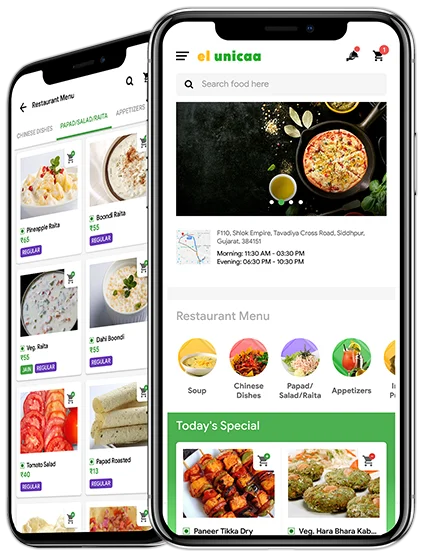 Restaurant Menu
CHINESE DISHES PAPAD/SALAD/RAITA APPETIZERS
Pineapple Raita
₹65
REGULAR
Boondi Raita
₹55
REGULAR
Veg. Raita
₹55
JAIN REGULAR
Dahi Boondi
₹55
REGULAR
Tomoto Salad
₹40
REGULAR
Papad Roasted
₹13
REGULAR
el unicaa
1
Search food here
F110, Shlok Empire, Tavadiya Cross Road, Siddhpur,
Gujarat, 384151
Morning: 11:30 AM - 03:30 PM
Evening: 06:30 PM - 10:30 PM
Restaurant Menu
Soup
Chinese
Dishes
Papad/
Salad/Raita
Appetizers
Today's Special
Paneer Tikka Dry
Veg. Hara Bhara Kab...